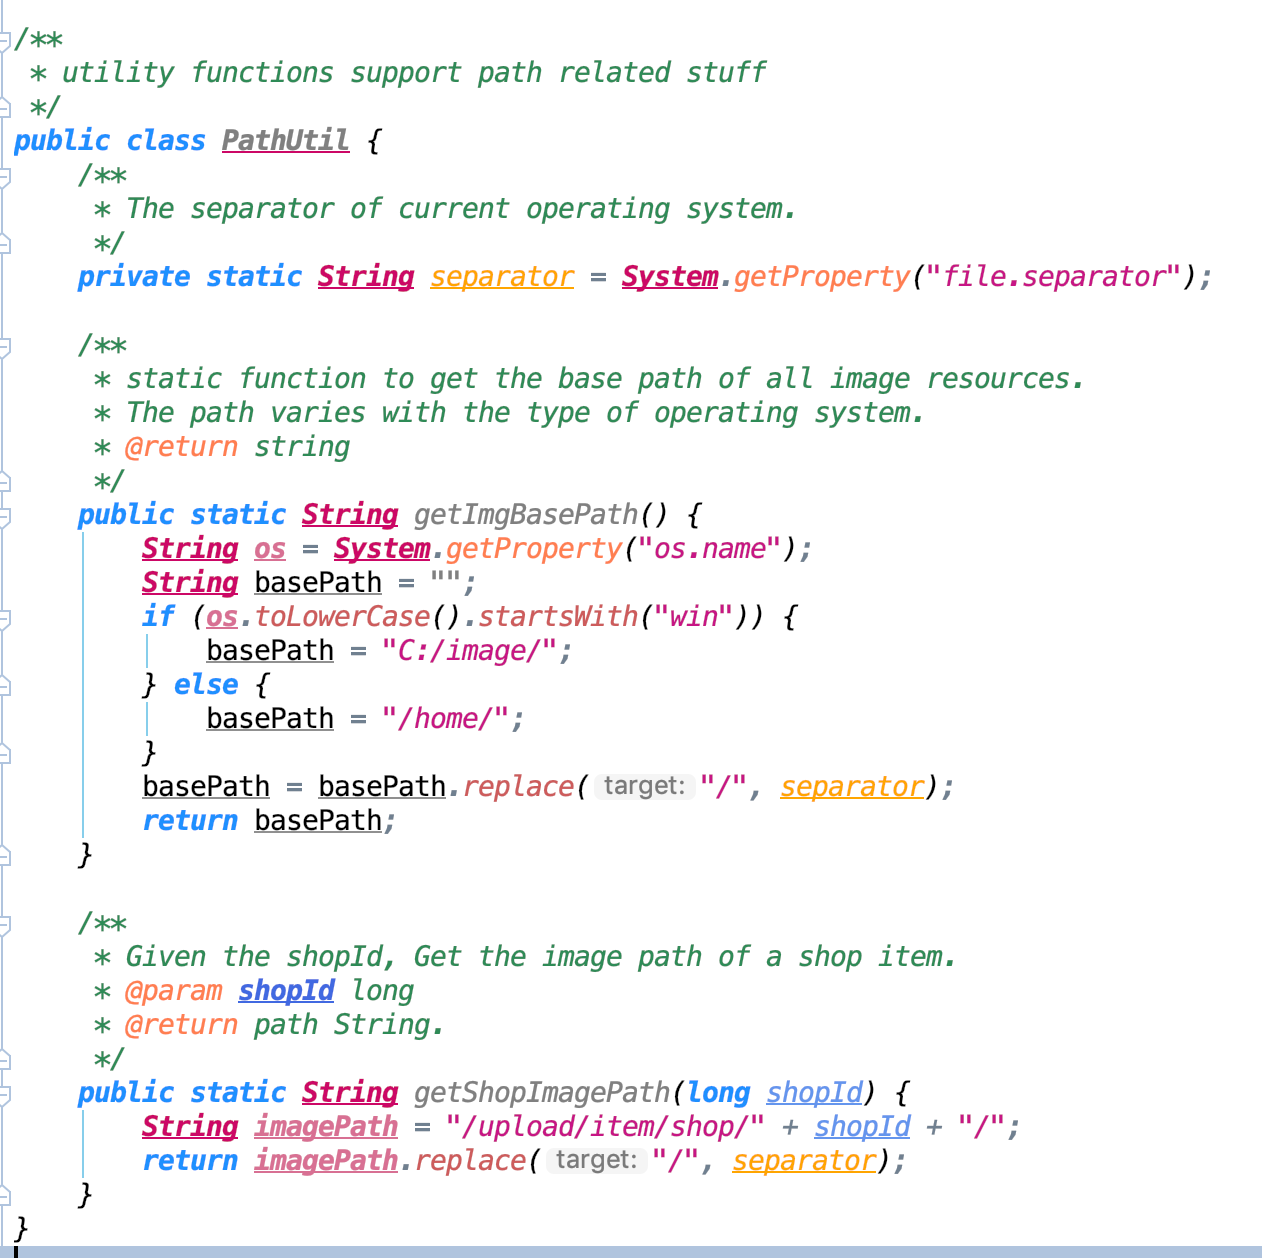 /**
 * utility functions support path related stuff
 */
public class PathUtil {
    /**
     * The separator of current operating system.
     */
    private static String separator = System.getProperty("file.separator");

    /**
     * static function to get the base path of all image resources.
     * The path varies with the type of operating system.
     * @return string
     */
    public static String getImgBasePath() {
        String os = System.getProperty("os.name");
        String basePath = "";
        if (os.toLowerCase().startsWith("win")) {
            basePath = "C:/image/";
        } else {
            basePath = "/home/";
        }
        basePath = basePath.replace( target: "/", separator);
        return basePath;
    }

    /**
     * Given the shopId, Get the image path of a shop item.
     * @param shopId long
     * @return path String.
     */
    public static String getShopImagePath(long shopId) {
        String imagePath = "/upload/item/shop/" + shopId + "/";
        return imagePath.replace( target: "/", separator);
    }
}